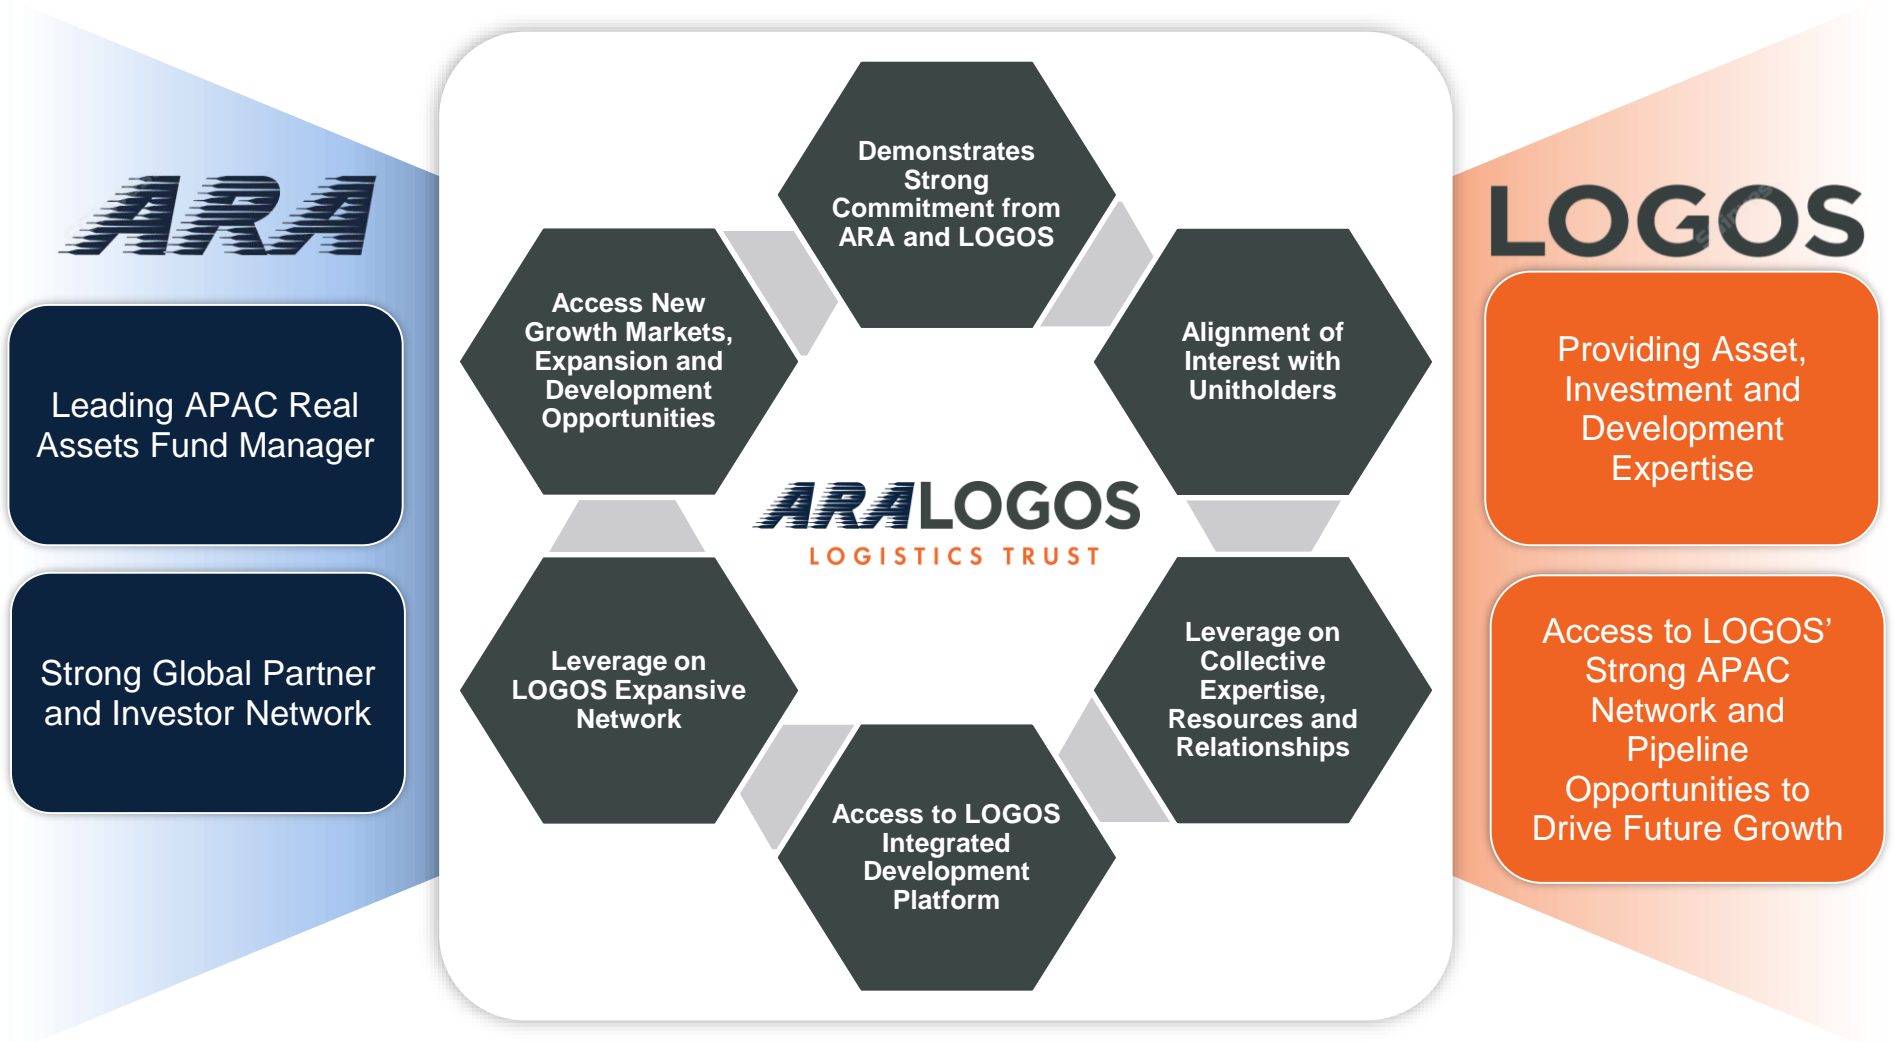 ARA
Leading APAC Real
Assets Fund Manager
Strong Global Partner
and Investor Network
Demonstrates
Strong
Commitment from
ARA and LOGOS
Alignment of
Interest with
Unitholders
Leverage on
Collective
Expertise,
Resources and
Relationships
Access to LOGOS
Integrated
Development
Platform
Leverage on
LOGOS Expansive
Network
Access New
Growth Markets,
Expansion and
Development
Opportunities
ARALOGOS
LOGISTICS TRUST
LOGOS
Providing Asset,
Investment and
Development
Expertise
Access to LOGOS’
Strong APAC
Network and
Pipeline
Opportunities to
Drive Future Growth